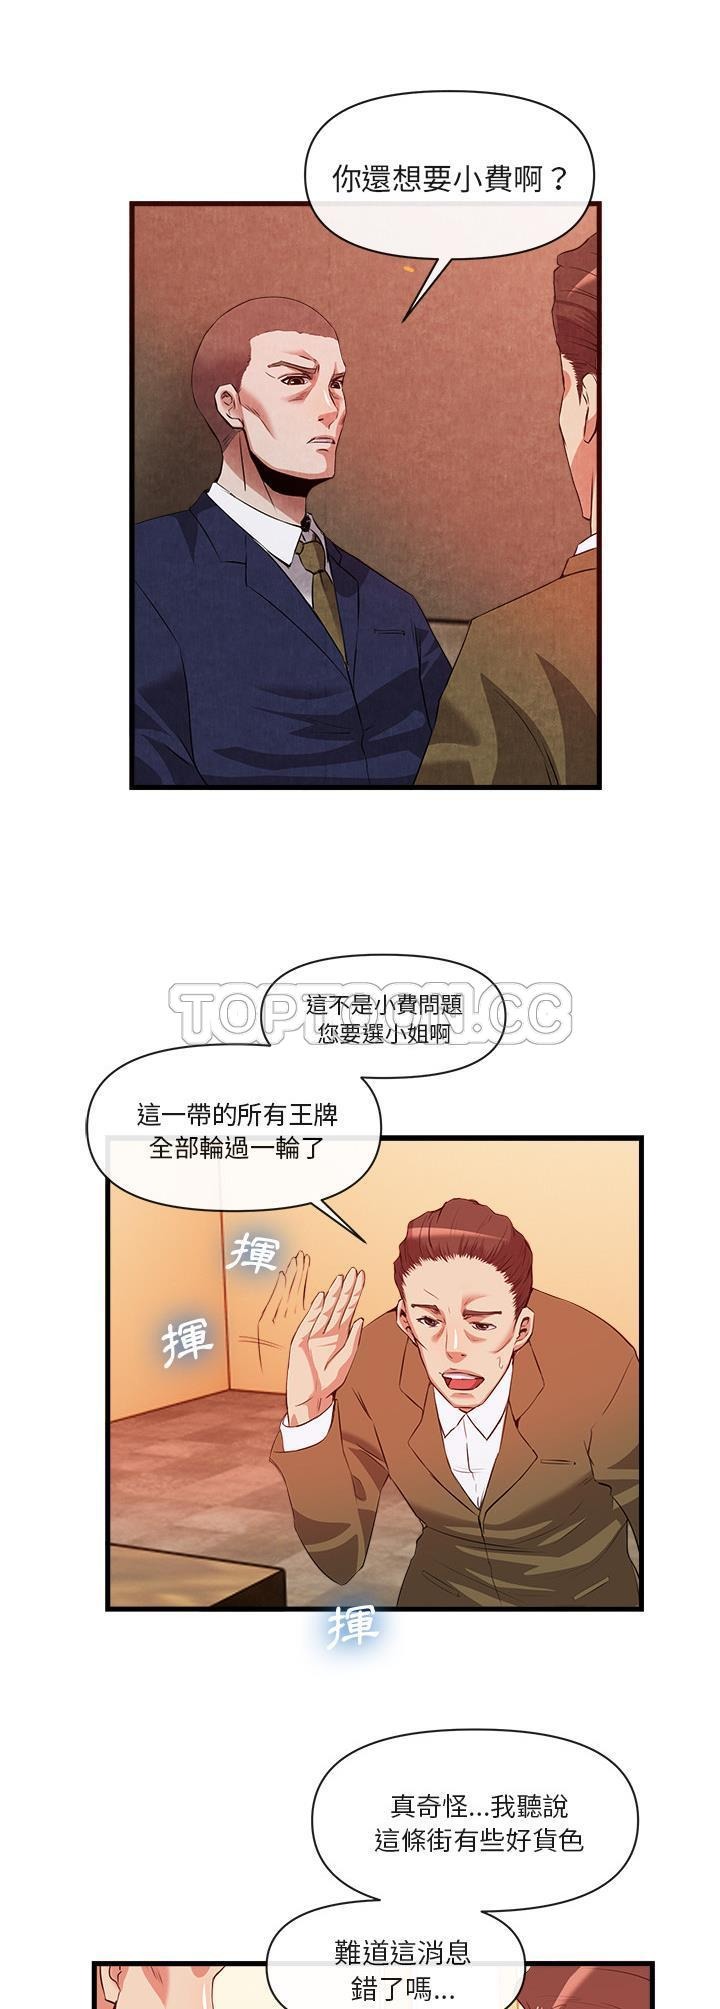 你還想要小費啊？
TOPTOON.CC
這不是小費問題
您要選小姐啊
這一帶的所有王牌
全部輪過一輪了
揮
揮
揮
真奇怪...我聽說
這條街有些好貨色
難道這消息
錯了嗎...